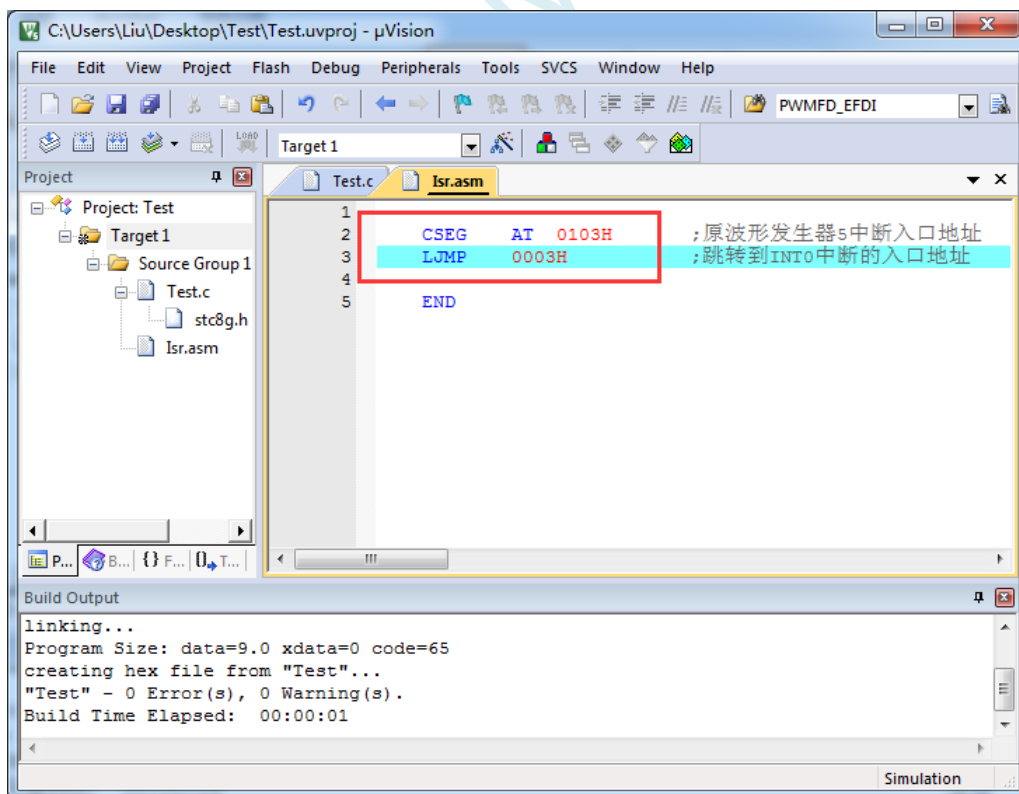 C:\Users\Liu\Desktop\Test\Test.uvproj - µVision
File Edit View Project Flash Debug Peripherals Tools SVCS Window Help
PWMFD_EFDI
LOAD Target 1
Project
Test.c Isr.asm
Project: Test
Target 1
Source Group 1
Test.c
stc8g.h
Isr.asm
1
2 CSEG AT 0103H ;原波形发生器5中断入口地址
3 LJMP 0003H ;跳转到INT0中断的入口地址
4
5 END
P... B... {} F... 0 T...
Build Output
linking...
Program Size: data=9.0 xdata=0 code=65
creating hex file from "Test"...
"Test" - 0 Error(s), 0 Warning(s).
Build Time Elapsed: 00:00:01
Simulation